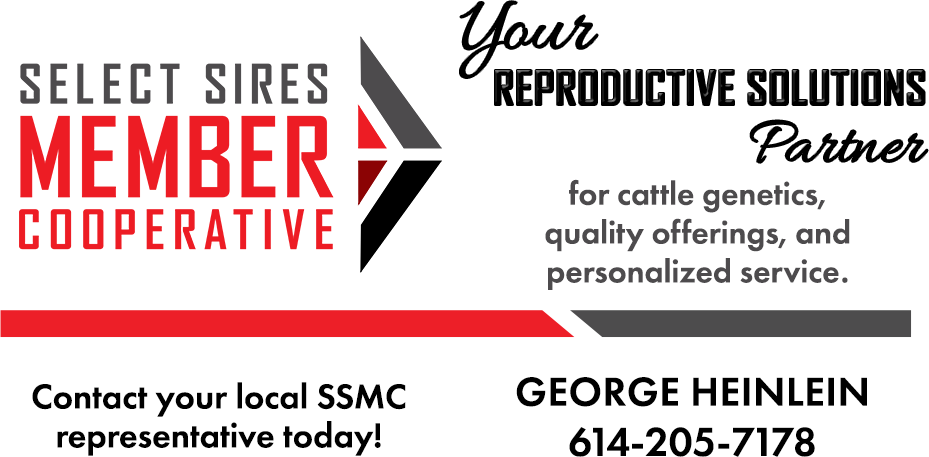 SELECT SIRES
MEMBER
COOPERATIVE
Your
REPRODUCTIVE SOLUTIONS
Partner
for cattle genetics,
quality offerings, and
personalized service.
Contact your local SSMC
representative today!
GEORGE HEINLEIN
614-205-7178